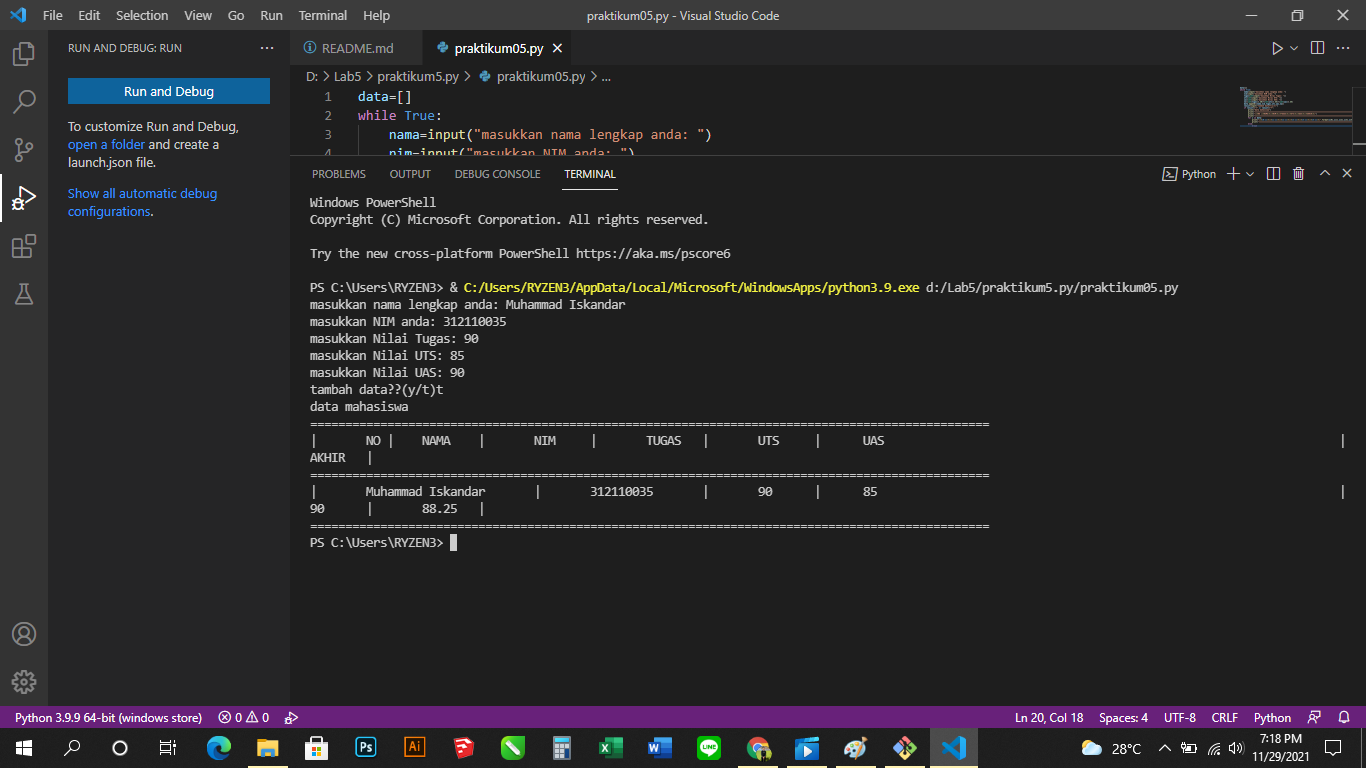 File Edit Selection View Go Run Terminal Help praktikum05.py - Visual Studio Code
RUN AND DEBUG: RUN ···
Run and Debug
To customize Run and Debug,
open a folder and create a
launch.json file.
Show all automatic debug
configurations.
README.md praktikum05.py
D: > Lab5 > praktikum5.py > praktikum05.py > ...
1 data=[]
2 while True:
3 nama=input("masukkan nama lengkap anda: ")
4 nim=input("masukkan NIM anda: ")
PROBLEMS OUTPUT DEBUG CONSOLE TERMINAL Python
Windows PowerShell
Copyright (C) Microsoft Corporation. All rights reserved.
Try the new cross-platform PowerShell https://aka.ms/pscore6
PS C:\Users\RYZEN3> & C:/Users/RYZEN3/AppData/Local/Microsoft/WindowsApps/python3.9.exe d:/Lab5/praktikum5.py/praktikum05.py
masukkan nama lengkap anda: Muhammad Iskandar
masukkan NIM anda: 312110035
masukkan Nilai Tugas: 90
masukkan Nilai UTS: 85
masukkan Nilai UAS: 90
tambah data??(y/t)t
data mahasiswa
=================================================================================================
| NO | NAMA | NIM | TUGAS | UTS | UAS |
AKHIR |
=================================================================================================
| Muhammad Iskandar | 312110035 | 90 | 85 |
90 | 88.25 |
=================================================================================================
PS C:\Users\RYZEN3>
Python 3.9.9 64-bit (windows store) 0 0 Ln 20, Col 18 Spaces: 4 UTF-8 CRLF Python
Ps Ai LINE 28°C 7:18 PM
11/29/2021